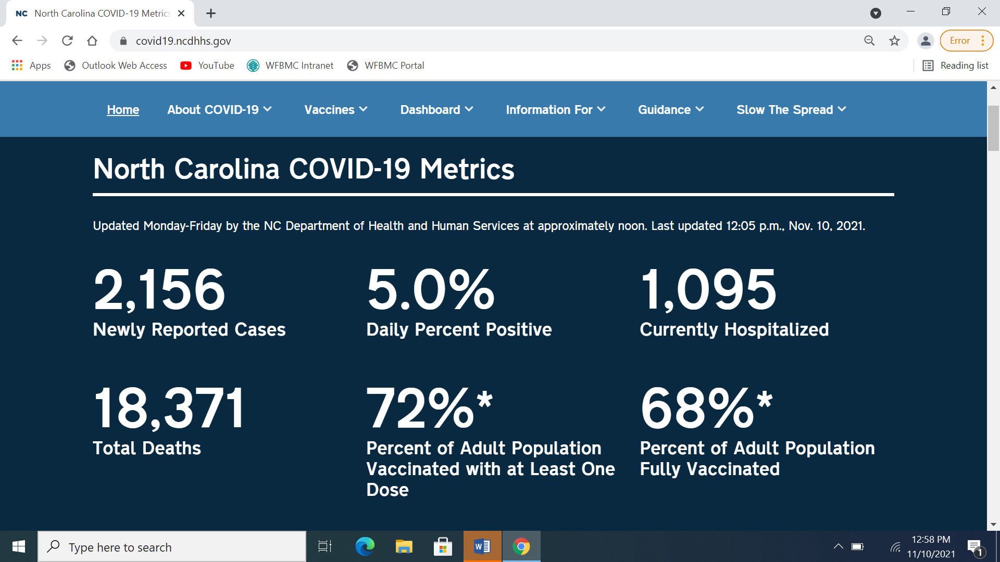 NC North Carolina COVID-19 Metrics
covid19.ncdhhs.gov
Error
Apps Outlook Web Access YouTube WFBMC Intranet WFBMC Portal Reading list
Home About COVID-19 Vaccines Dashboard Information For Guidance Slow The Spread
North Carolina COVID-19 Metrics
Updated Monday-Friday by the NC Department of Health and Human Services at approximately noon. Last updated 12:05 p.m., Nov. 10, 2021.
2,156 5.0% 1,095
Newly Reported Cases Daily Percent Positive Currently Hospitalized
18,371 72%* 68%*
Total Deaths Percent of Adult Population Percent of Adult Population
Vaccinated with at Least One Fully Vaccinated
Dose
Type here to search
W
12:58 PM
11/10/2021
1